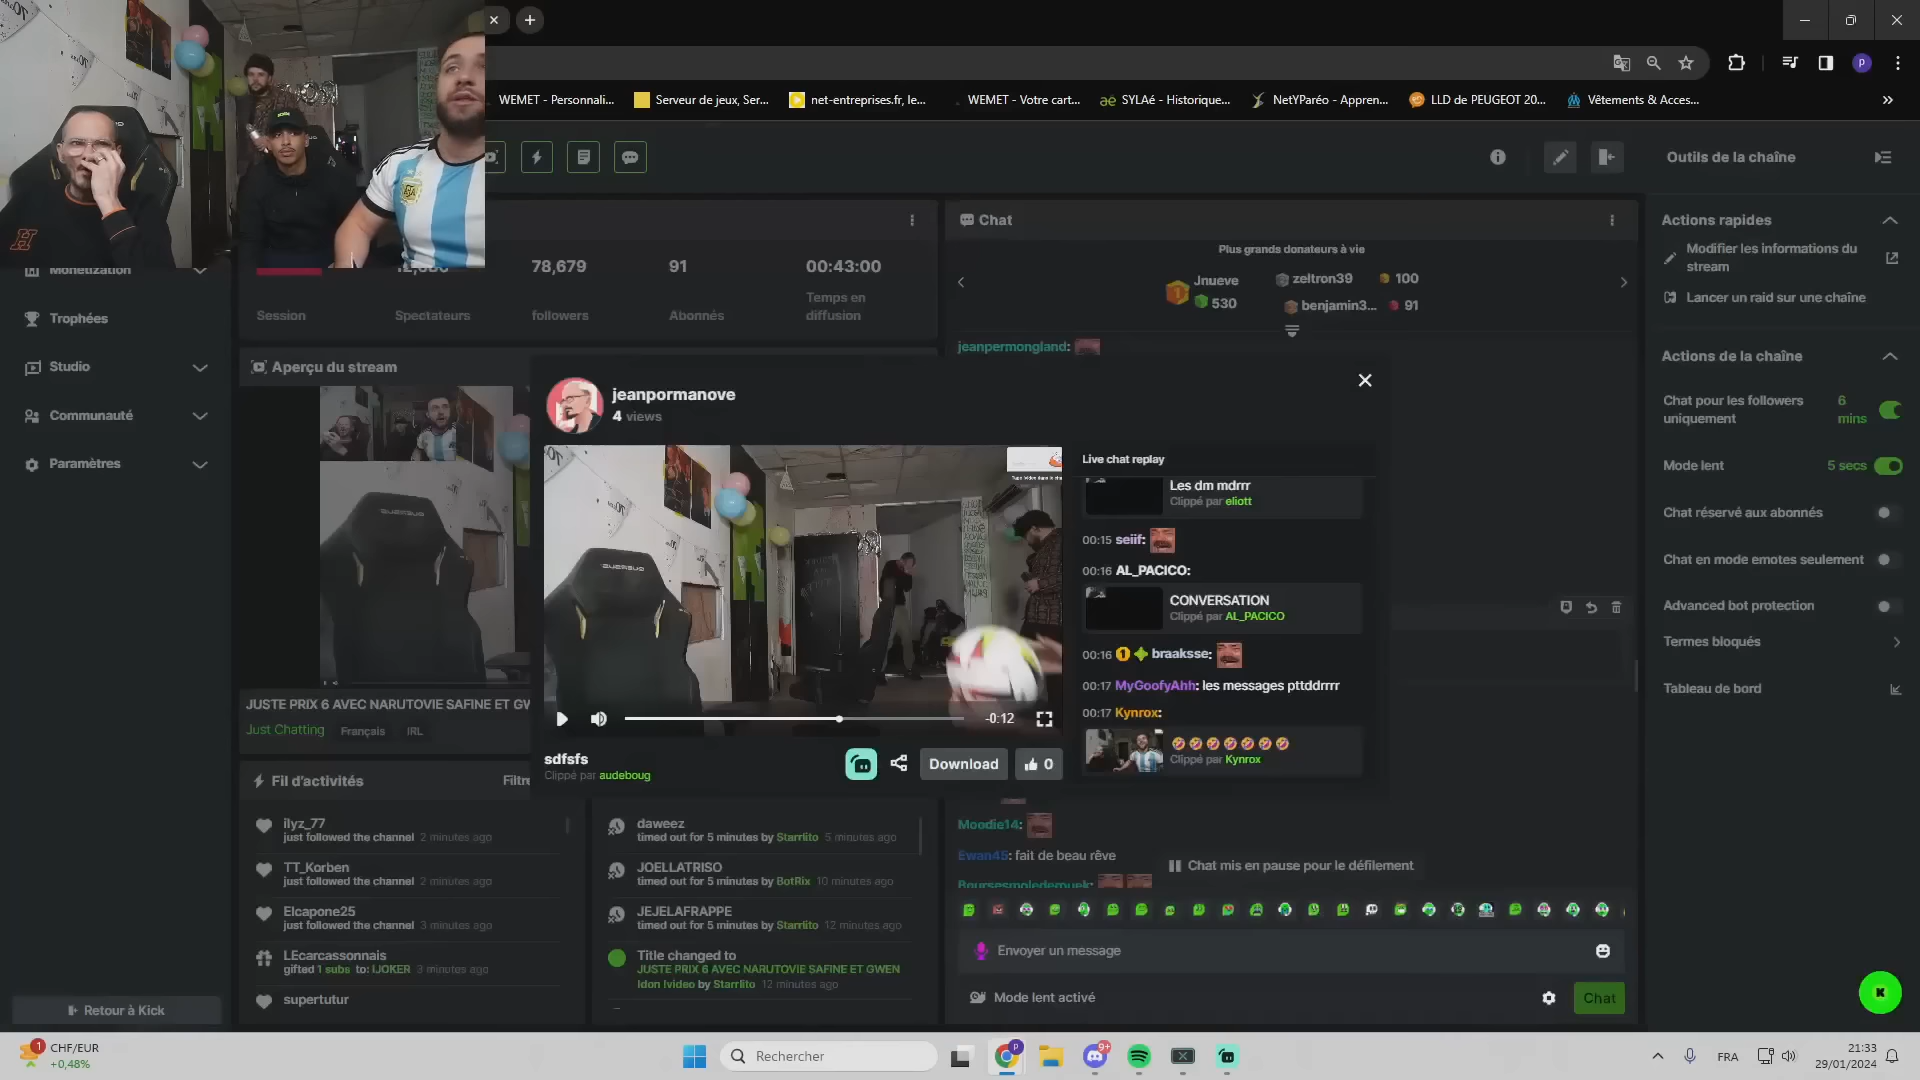 WEMET - Personnali...
Serveur de jeux, Ser...
net-entreprises.fr, le...
WEMET - Votre cart...
SYLAé - Historique...
NetYParéo - Appren...
LLD de PEUGEOT 20...
Vêtements & Acces...
Outils de la chaîne
Monétization
Trophées
Studio
Communauté
Paramètres
Retour à Kick
78,679
91
00:43:00
Session
Spectateurs
followers
Abonnés
Temps en
diffusion
Aperçu du stream
JUSTE PRIX 6 AVEC NARUTOVIE SAFINE ET GW
Just Chatting
Français
IRL
Fil d'activités
Filtre
ilyz_77
just followed the channel 2 minutes ago
TT_Korben
just followed the channel 2 minutes ago
Elcapone25
just followed the channel 3 minutes ago
LEcarcassonnais
gifted 1 subs to: IJOKER 3 minutes ago
supertutur
daweez
timed out for 5 minutes by Starrlito 5 minutes ago
JOELLATRISO
timed out for 5 minutes by BotRix 10 minutes ago
JEJELAFRAPPE
timed out for 5 minutes by Starrlito 12 minutes ago
Title changed to
JUSTE PRIX 6 AVEC NARUTOVIE SAFINE ET GWEN
!don !video by Starrlito 12 minutes ago
jeanpormanove
4 views
-0:12
sdfsfs
Clippé par audeboug
Download
0
Live chat replay
Les dm mdrrr
Clippé par eliott
00:15 seiif:
00:16 AL_PACICO:
CONVERSATION
Clippé par AL_PACICO
00:16 braaksse:
00:17 MyGoofyAhh: les messages pttddrrrr
00:17 Kynrox:
🤣🤣🤣🤣🤣🤣🤣
Clippé par Kynrox
Chat
Plus grands donateurs à vie
Jnueve
530
zeltron39
100
benjamin3...
91
jeanpermongland:
Moodie14:
Ewan45: fait de beau rêve
Chat mis en pause pour le défilement
Envoyer un message
Mode lent activé
Chat
Actions rapides
Modifier les informations du
stream
Lancer un raid sur une chaîne
Actions de la chaîne
Chat pour les followers
uniquement
6
mins
Mode lent
5 secs
Chat réservé aux abonnés
Chat en mode emotes seulement
Advanced bot protection
Termes bloqués
Tableau de bord
1
CHF/EUR
+0,48%
Rechercher
9+
FRA
21:33
29/01/2024